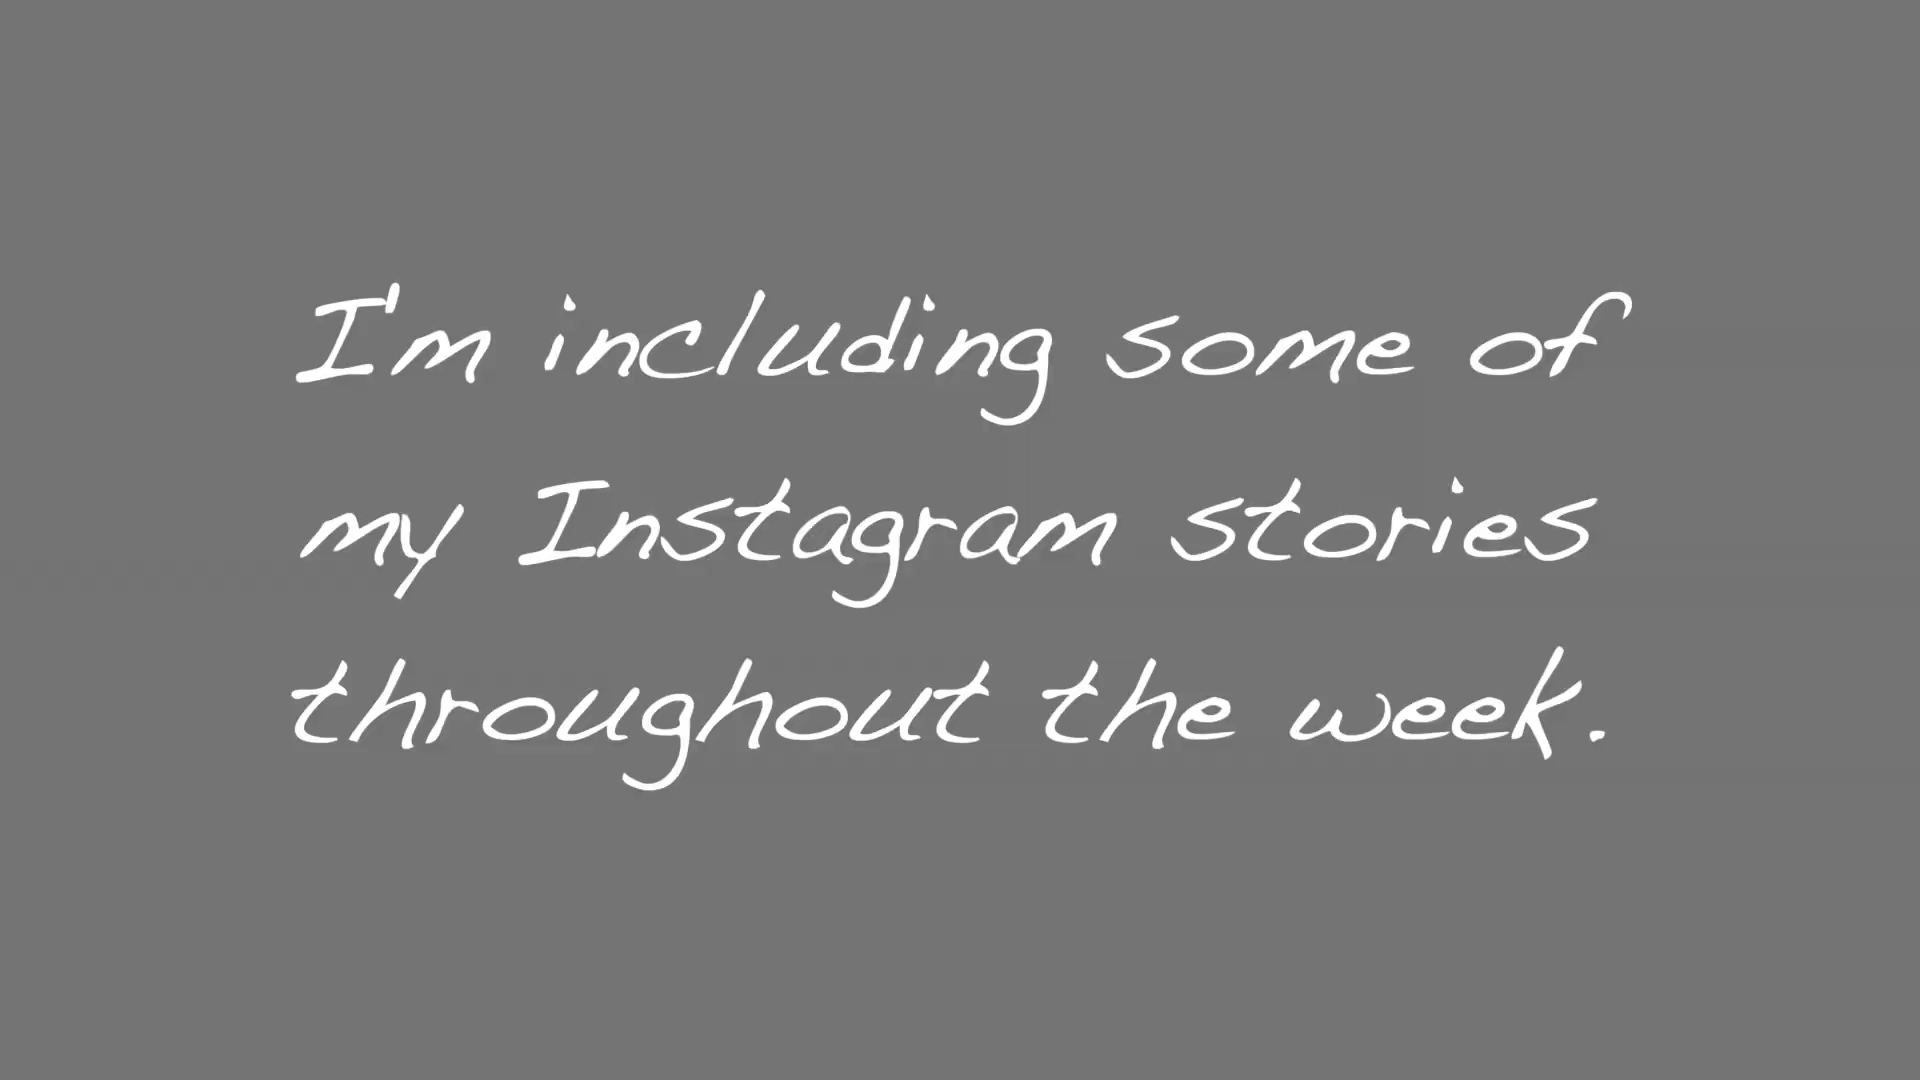 I'm including some of
my Instagram stories
throughout the week.